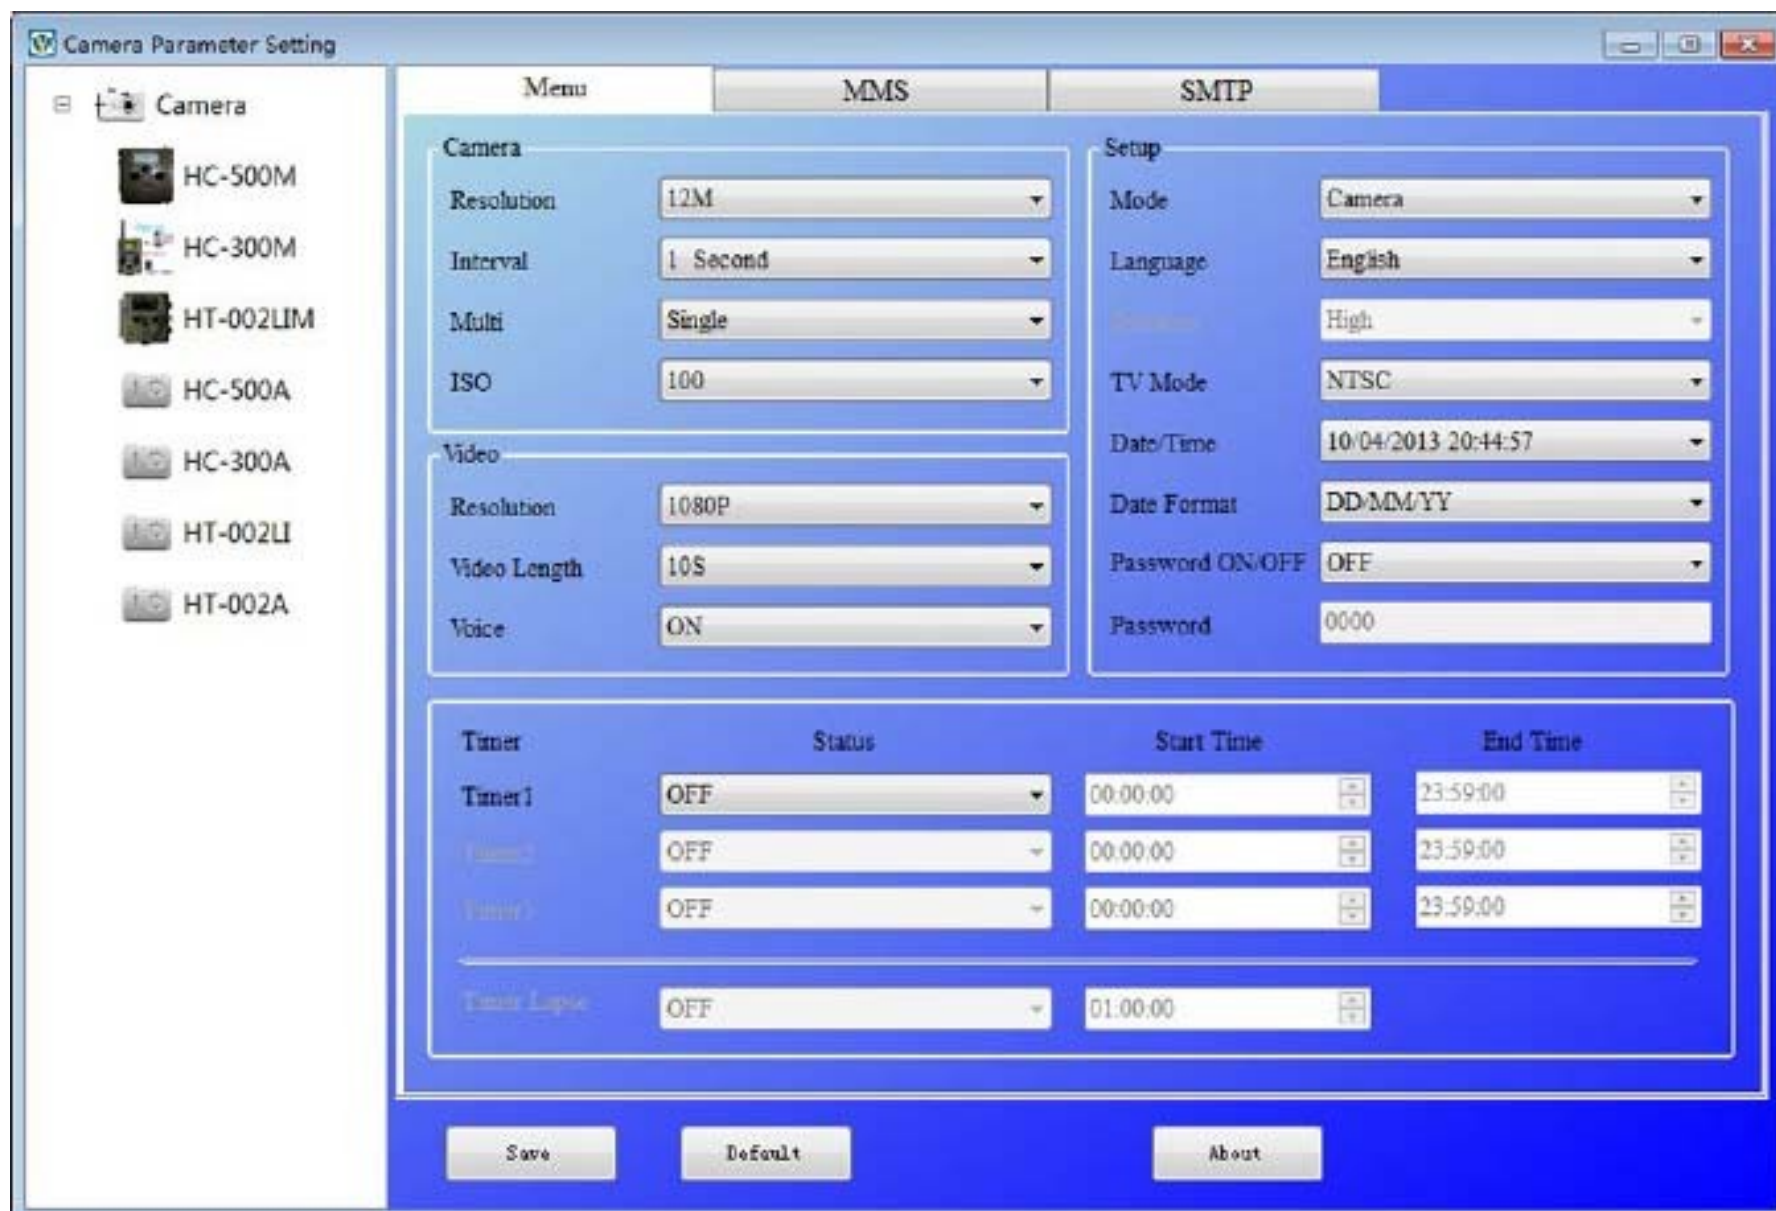 Camera Parameter Setting
Camera
HC-500M
HC-300M
HT-002LIM
HC-500A
HC-300A
HT-002LI
HT-002A
Menu MMS SMTP
Camera
Resolution 12M
Interval 1 Second
Multi Single
ISO 100
Video
Resolution 1080P
Video Length 10S
Voice ON
Setup
Mode Camera
Language English
High
TV Mode NTSC
Date/Time 10/04/2013 20:44:57
Date Format DD/MM/YY
Password ON/OFF OFF
Password 0000
Timer Status Start Time End Time
Timer1 OFF 00:00:00 23:59:00
Timer2 OFF 00:00:00 23:59:00
Timer3 OFF 00:00:00 23:59:00
Timer Lapse OFF 01:00:00
Save Default About